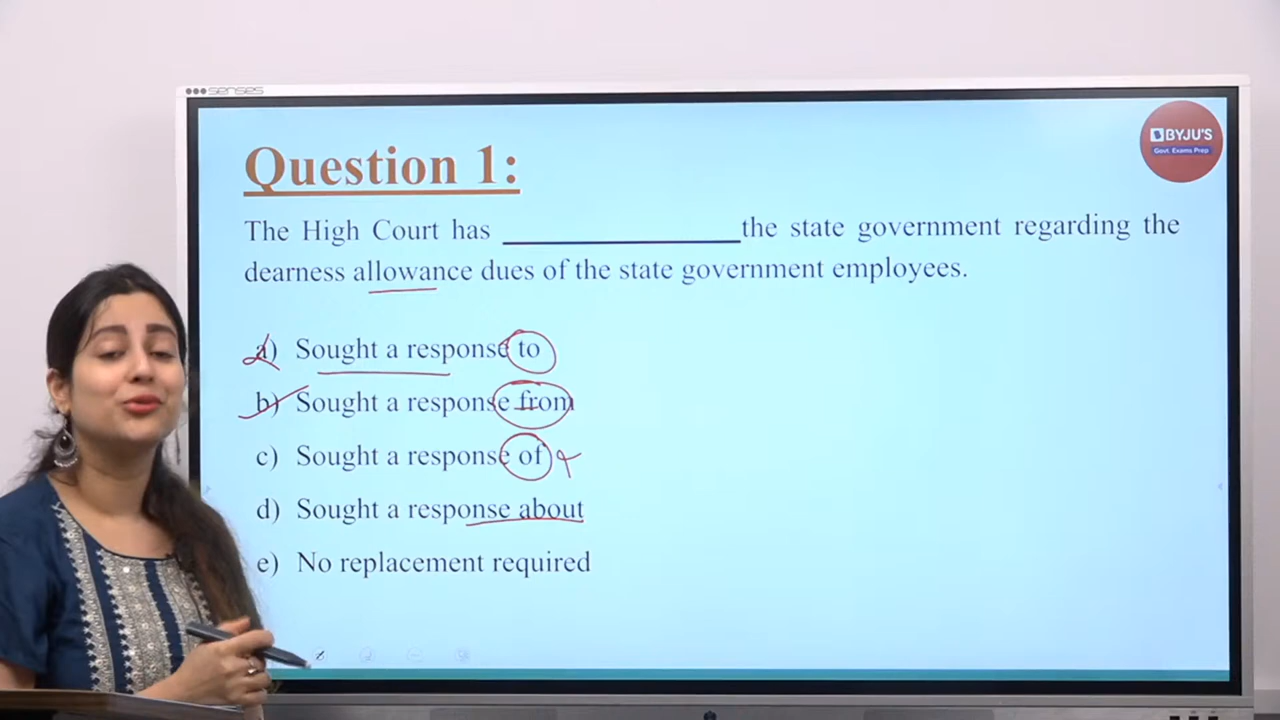 senses
BYJU'S
Govt. Exams Prep
Question 1:
The High Court has ____________ the state government regarding the
dearness allowance dues of the state government employees.
a) Sought a response to
b) Sought a response from
c) Sought a response of
d) Sought a response about
e) No replacement required